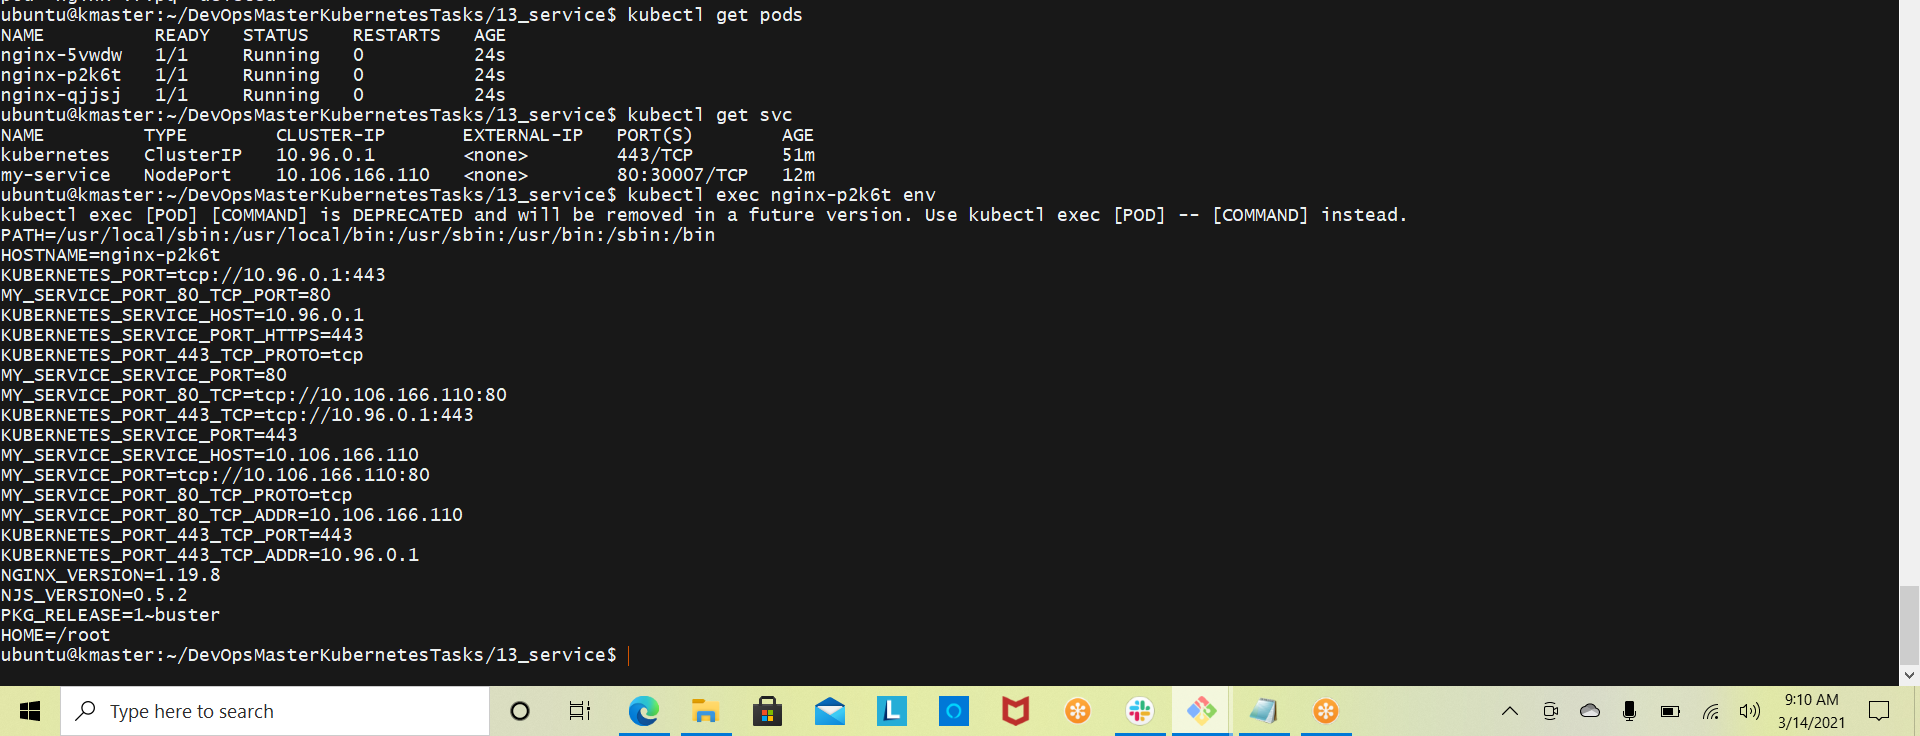 ubuntu@kmaster:~/DevOpsMasterKubernetesTasks/13_service$ kubectl get pods
NAME READY STATUS RESTARTS AGE
nginx-5vwdw 1/1 Running 0 24s
nginx-p2k6t 1/1 Running 0 24s
nginx-qjjsj 1/1 Running 0 24s
ubuntu@kmaster:~/DevOpsMasterKubernetesTasks/13_service$ kubectl get svc
NAME TYPE CLUSTER-IP EXTERNAL-IP PORT(S) AGE
kubernetes ClusterIP 10.96.0.1 <none> 443/TCP 51m
my-service NodePort 10.106.166.110 <none> 80:30007/TCP 12m
ubuntu@kmaster:~/DevOpsMasterKubernetesTasks/13_service$ kubectl exec nginx-p2k6t env
kubectl exec [POD] [COMMAND] is DEPRECATED and will be removed in a future version. Use kubectl exec [POD] -- [COMMAND] instead.
PATH=/usr/local/sbin:/usr/local/bin:/usr/sbin:/usr/bin:/sbin:/bin
HOSTNAME=nginx-p2k6t
KUBERNETES_PORT=tcp://10.96.0.1:443
MY_SERVICE_PORT_80_TCP_PORT=80
KUBERNETES_SERVICE_HOST=10.96.0.1
KUBERNETES_SERVICE_PORT_HTTPS=443
KUBERNETES_PORT_443_TCP_PROTO=tcp
MY_SERVICE_SERVICE_PORT=80
MY_SERVICE_PORT_80_TCP=tcp://10.106.166.110:80
KUBERNETES_PORT_443_TCP=tcp://10.96.0.1:443
KUBERNETES_SERVICE_PORT=443
MY_SERVICE_SERVICE_HOST=10.106.166.110
MY_SERVICE_PORT=tcp://10.106.166.110:80
MY_SERVICE_PORT_80_TCP_PROTO=tcp
MY_SERVICE_PORT_80_TCP_ADDR=10.106.166.110
KUBERNETES_PORT_443_TCP_PORT=443
KUBERNETES_PORT_443_TCP_ADDR=10.96.0.1
NGINX_VERSION=1.19.8
NJS_VERSION=0.5.2
PKG_RELEASE=1~buster
HOME=/root
ubuntu@kmaster:~/DevOpsMasterKubernetesTasks/13_service$
Type here to search
L
9:10 AM
3/14/2021